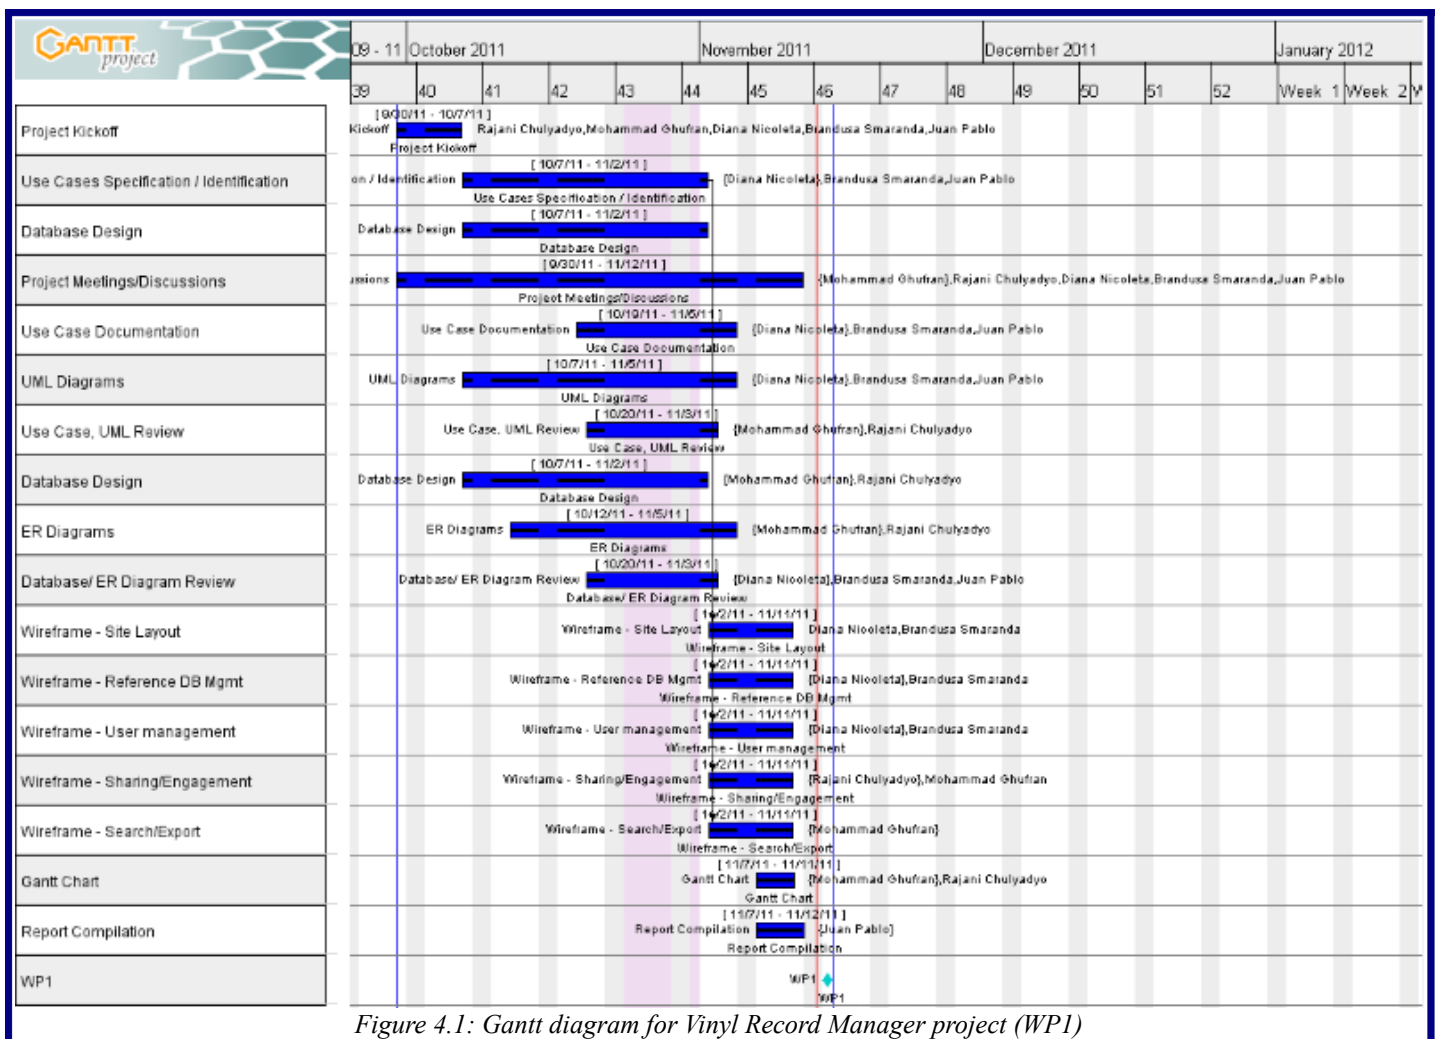 GANTT
project
09 - 11 October 2011 November 2011 December 2011 January 2012
39 40 41 42 43 44 45 46 47 48 49 50 51 52 Week 1 Week 2 W
[ 9/30/11 - 10/7/11 ]
Project Kickoff Kickoff Rajani Chulyadyo,Mohammad Ghufran,Diana Nicoleta,Brandusa Smaranda,Juan Pablo
Project Kickoff
[ 10/7/11 - 11/2/11 ]
Use Cases Specification / Identification on / Identification {Diana Nicoleta},Brandusa Smaranda,Juan Pablo
Use Cases Specification / Identification
[ 10/7/11 - 11/2/11 ]
Database Design Database Design
Database Design
[ 9/30/11 - 11/12/11 ]
Project Meetings/Discussions ussions {Mohammad Ghufran},Rajani Chulyadyo,Diana Nicoleta,Brandusa Smaranda,Juan Pablo
Project Meetings/Discussions
[ 10/19/11 - 11/5/11 ]
Use Case Documentation Use Case Documentation {Diana Nicoleta},Brandusa Smaranda,Juan Pablo
Use Case Documentation
[ 10/7/11 - 11/5/11 ]
UML Diagrams UML Diagrams {Diana Nicoleta},Brandusa Smaranda,Juan Pablo
UML Diagrams
[ 10/20/11 - 11/3/11 ]
Use Case, UML Review Use Case, UML Review {Mohammad Ghufran},Rajani Chulyadyo
Use Case, UML Review
[ 10/7/11 - 11/2/11 ]
Database Design Database Design {Mohammad Ghufran},Rajani Chulyadyo
Database Design
[ 10/12/11 - 11/5/11 ]
ER Diagrams ER Diagrams {Mohammad Ghufran},Rajani Chulyadyo
ER Diagrams
[ 10/20/11 - 11/3/11 ]
Database/ ER Diagram Review Database/ ER Diagram Review {Diana Nicoleta},Brandusa Smaranda,Juan Pablo
Database/ ER Diagram Review
[ 11/2/11 - 11/11/11 ]
Wireframe - Site Layout Wireframe - Site Layout Diana Nicoleta,Brandusa Smaranda
Wireframe - Site Layout
[ 11/2/11 - 11/11/11 ]
Wireframe - Reference DB Mgmt Wireframe - Reference DB Mgmt {Diana Nicoleta},Brandusa Smaranda
Wireframe - Reference DB Mgmt
[ 11/2/11 - 11/11/11 ]
Wireframe - User management Wireframe - User management {Diana Nicoleta},Brandusa Smaranda
Wireframe - User management
[ 11/2/11 - 11/11/11 ]
Wireframe - Sharing/Engagement Wireframe - Sharing/Engagement {Rajani Chulyadyo},Mohammad Ghufran
Wireframe - Sharing/Engagement
[ 11/2/11 - 11/11/11 ]
Wireframe - Search/Export Wireframe - Search/Export {Mohammad Ghufran}
Wireframe - Search/Export
[ 11/7/11 - 11/11/11 ]
Gantt Chart Gantt Chart {Mohammad Ghufran},Rajani Chulyadyo
Gantt Chart
[ 11/7/11 - 11/12/11 ]
Report Compilation Report Compilation {Juan Pablo}
Report Compilation
WP1 WP1
WP1
Figure 4.1: Gantt diagram for Vinyl Record Manager project (WP1)